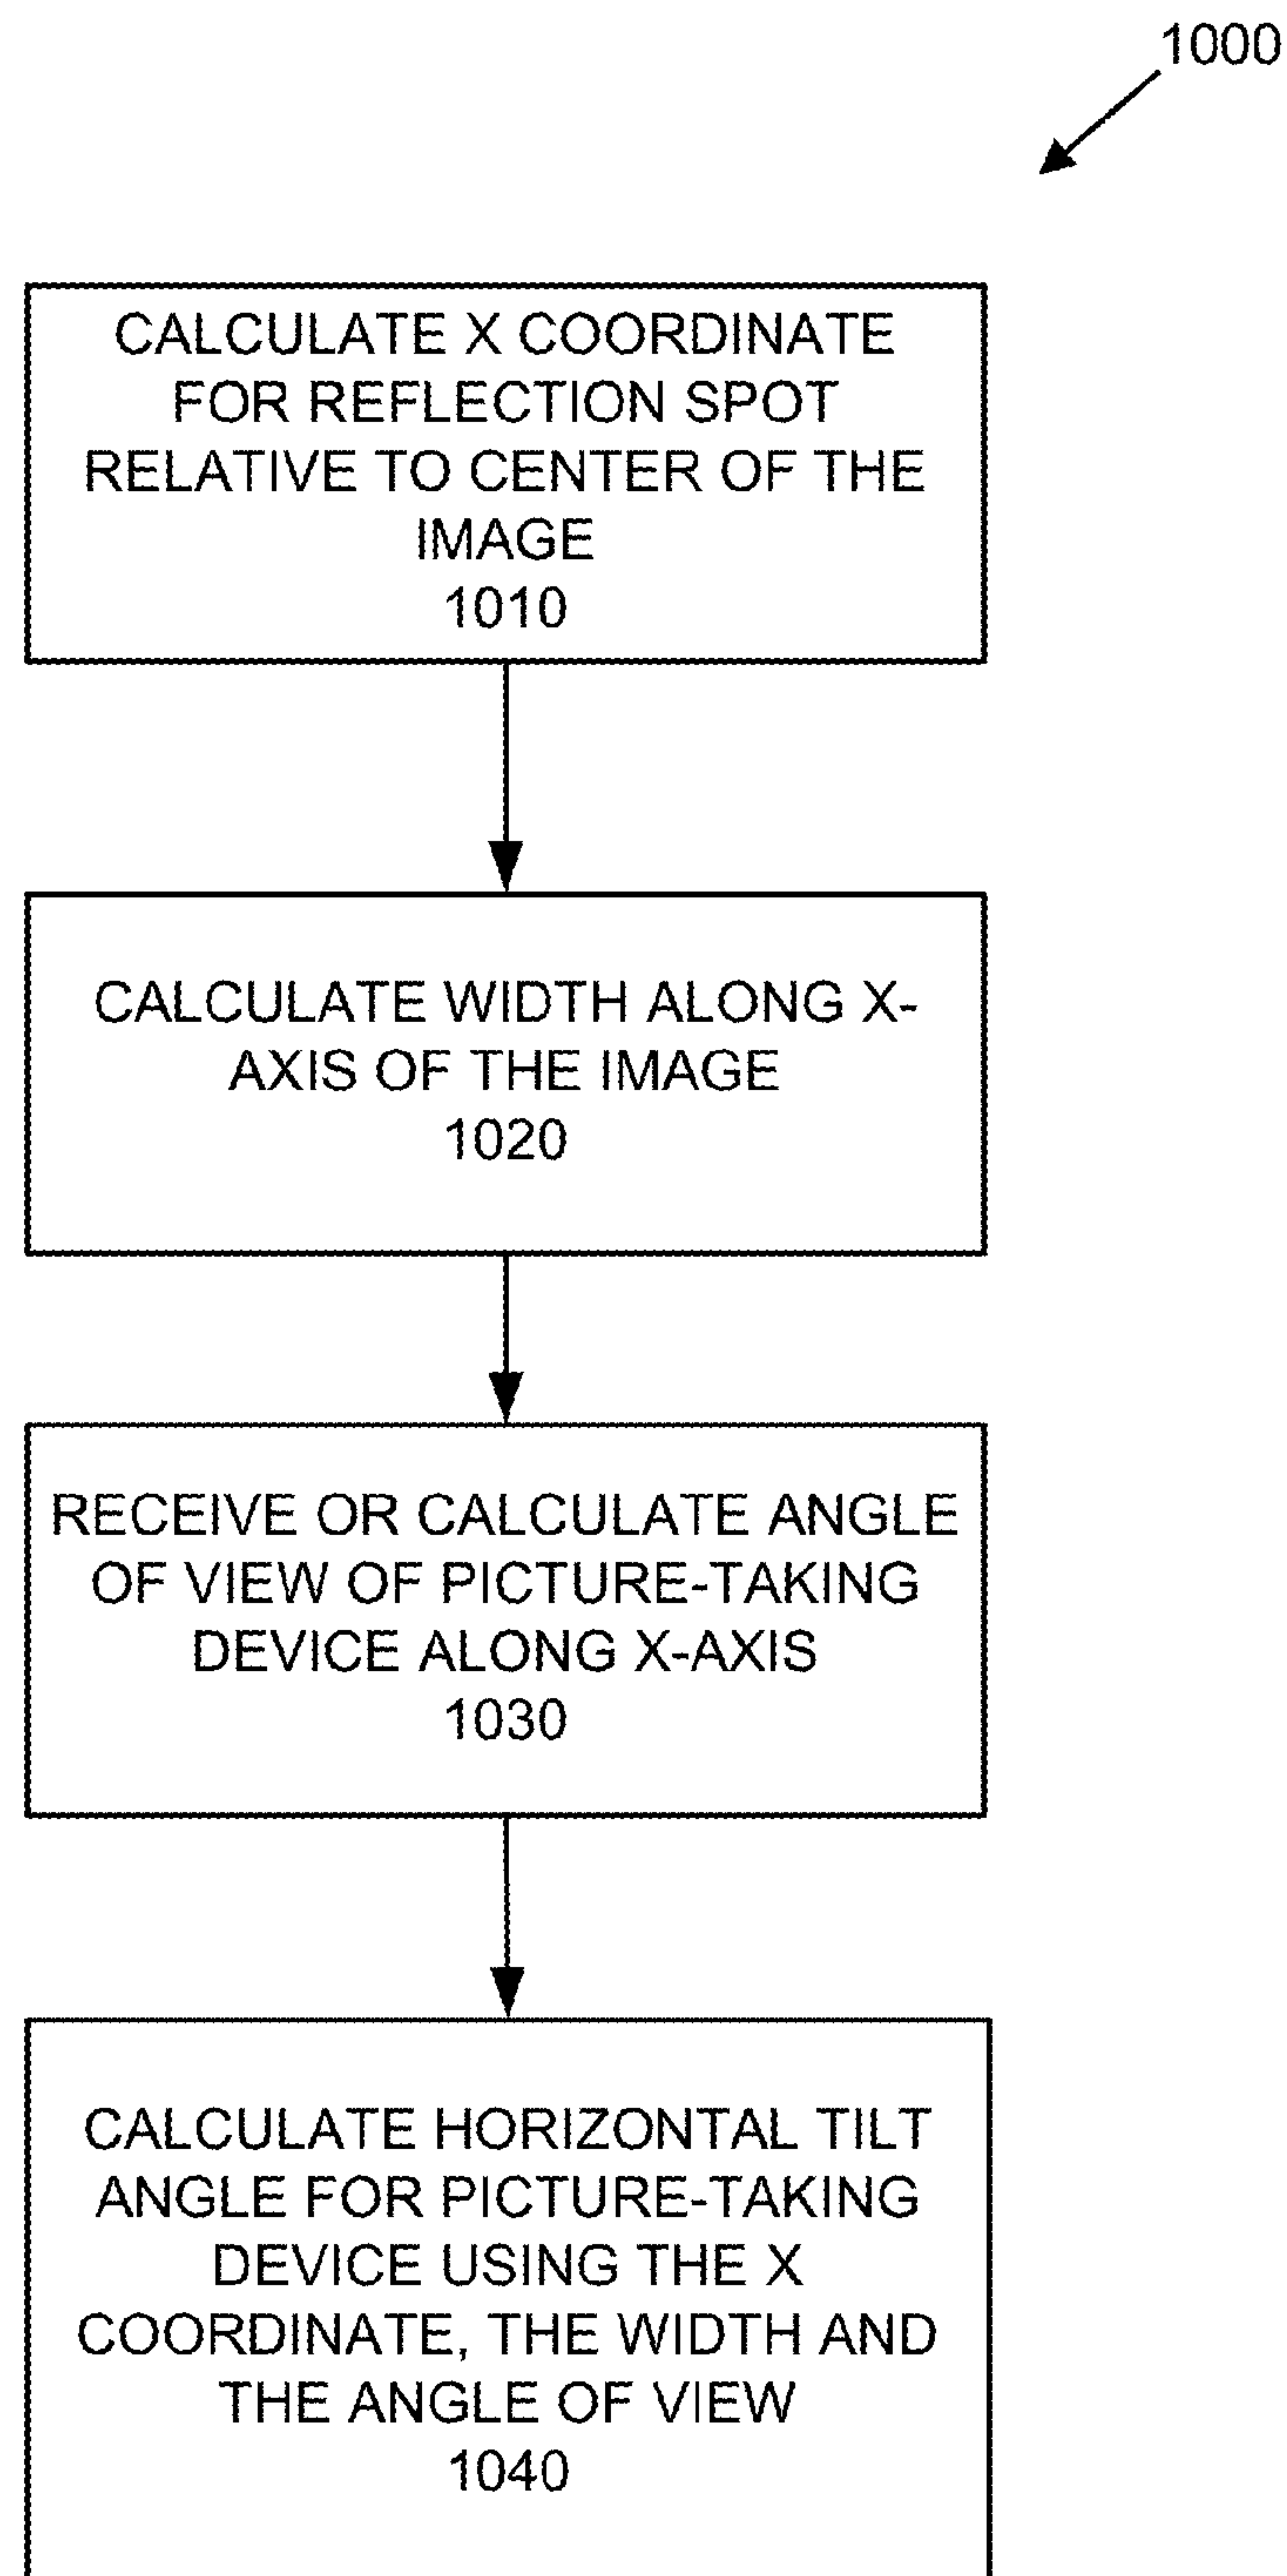 1000
CALCULATE X COORDINATE
FOR REFLECTION SPOT
RELATIVE TO CENTER OF THE
IMAGE
1010
CALCULATE WIDTH ALONG X-
AXIS OF THE IMAGE
1020
RECEIVE OR CALCULATE ANGLE
OF VIEW OF PICTURE-TAKING
DEVICE ALONG X-AXIS
1030
CALCULATE HORIZONTAL TILT
ANGLE FOR PICTURE-TAKING
DEVICE USING THE X
COORDINATE, THE WIDTH AND
THE ANGLE OF VIEW
1040